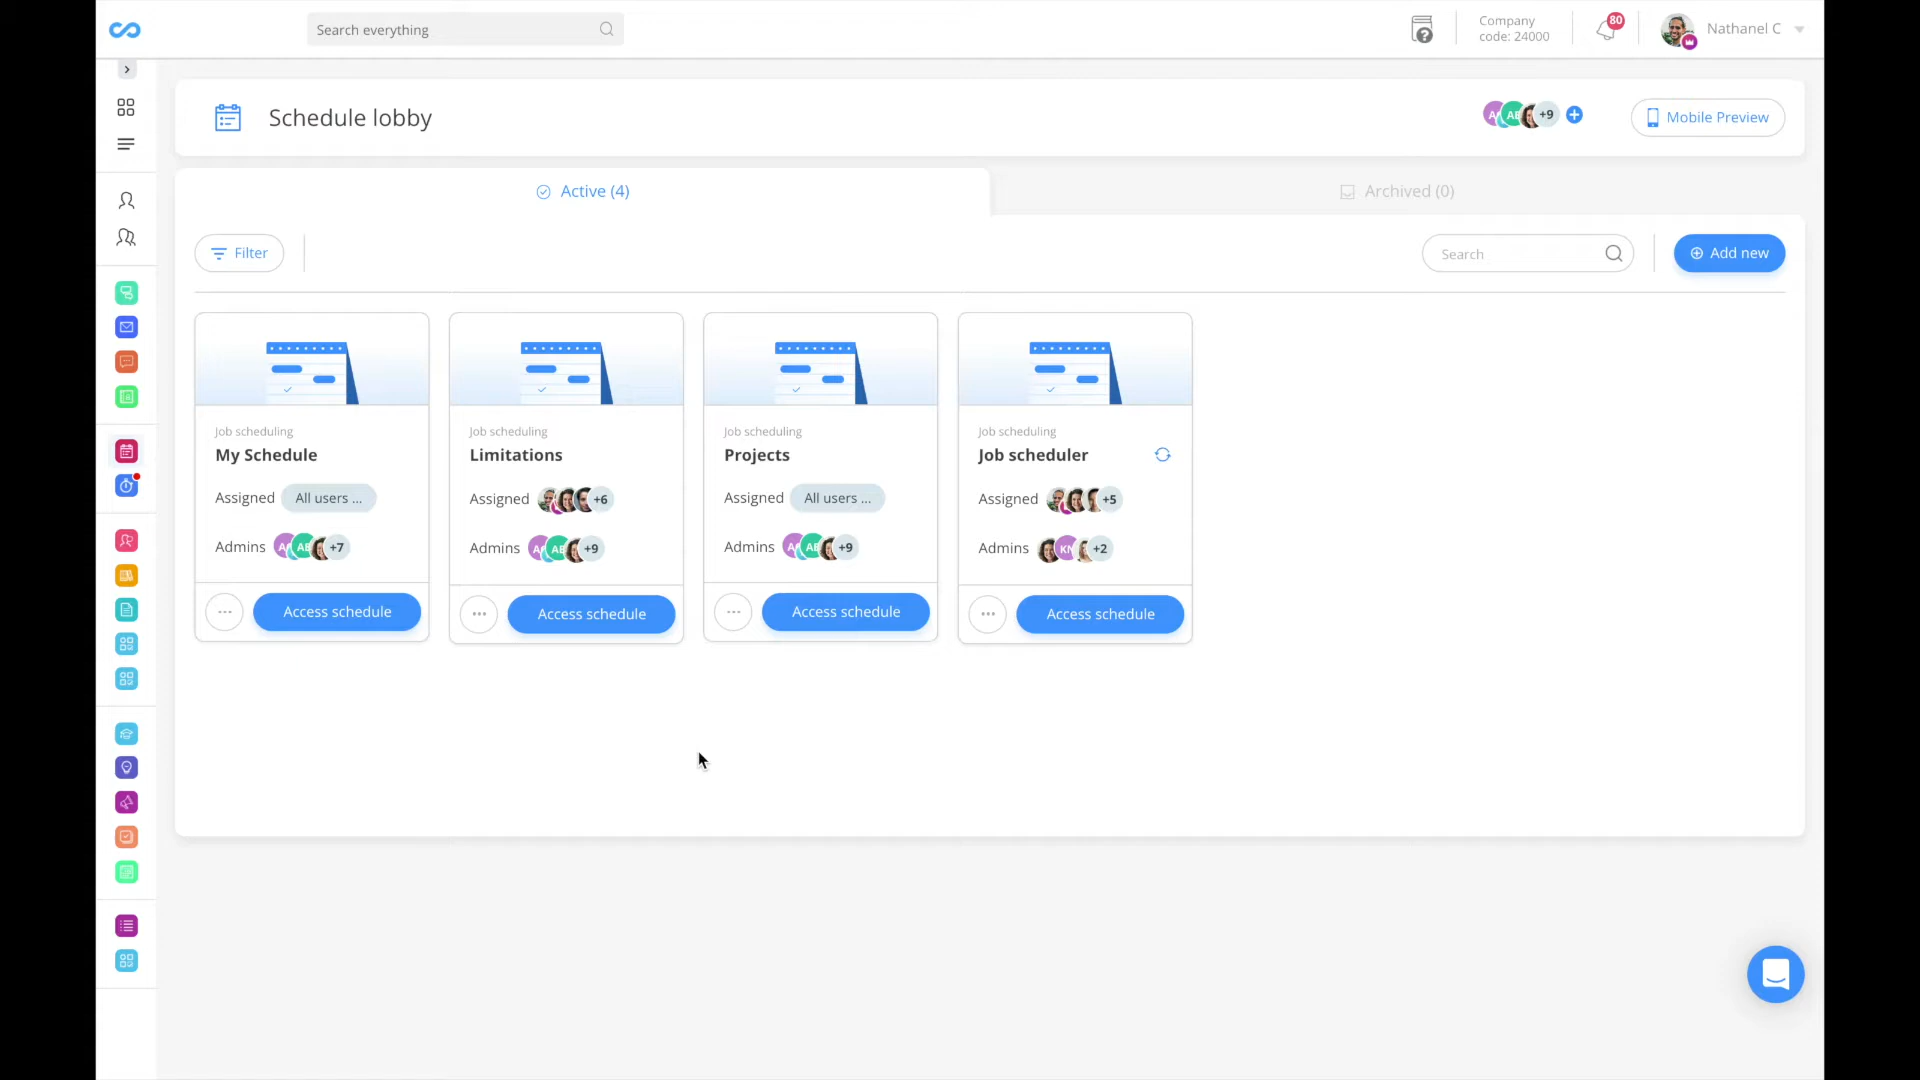 Search everything
Company
code: 24000
80
Nathanel C
Schedule lobby
+9
Mobile Preview
Active (4)
Archived (0)
Filter
Search
Add new
Job scheduling
My Schedule
Assigned
All users ...
Admins
AB
+7
Access schedule
Job scheduling
Limitations
Assigned
+6
Admins
+9
Access schedule
Job scheduling
Projects
Assigned
All users ...
Admins
+9
Access schedule
Job scheduling
Job scheduler
Assigned
+5
Admins
KN
+2
Access schedule